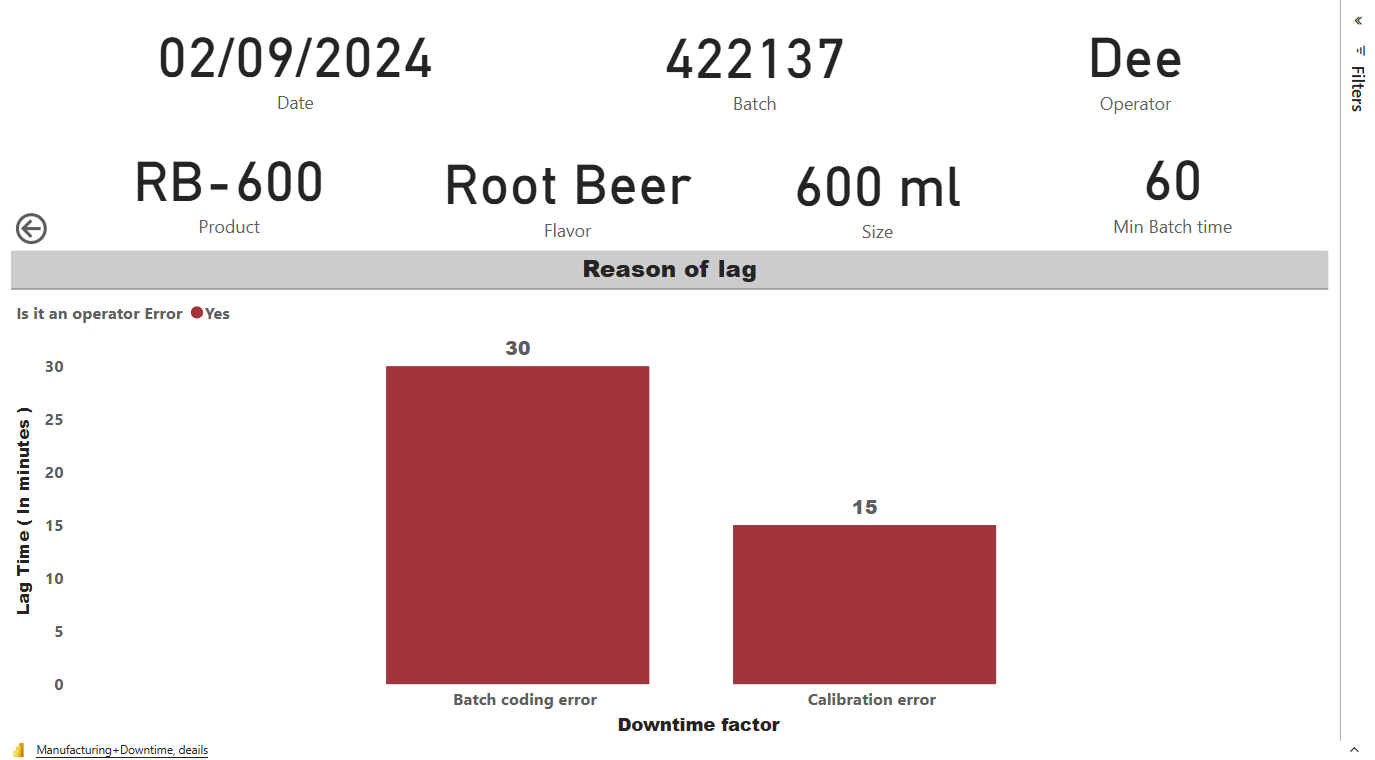 02/09/2024
Date
422137
Batch
Dee
Operator
Filters
RB-600
Product
Root Beer
Flavor
600 ml
Size
60
Min Batch time
Reason of lag
Is it an operator Error Yes
Lag Time ( In minutes )
30
25
20
15
10
5
0
30
15
Batch coding error
Calibration error
Downtime factor
Manufacturing+Downtime, deails